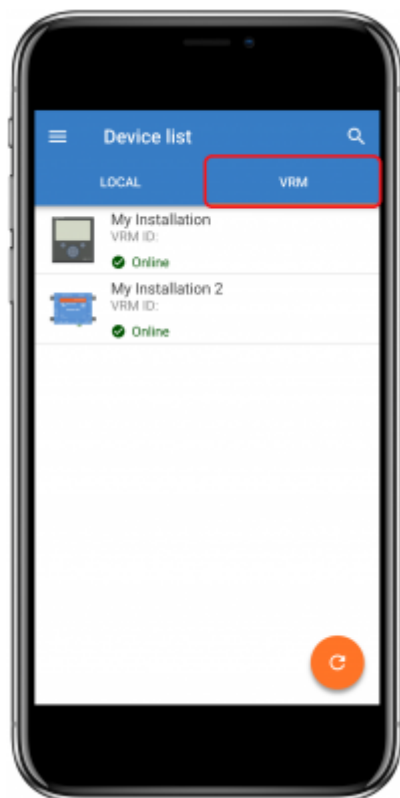 Device list
LOCAL
VRM
My Installation
VRM ID:
Online
My Installation 2
VRM ID:
Online